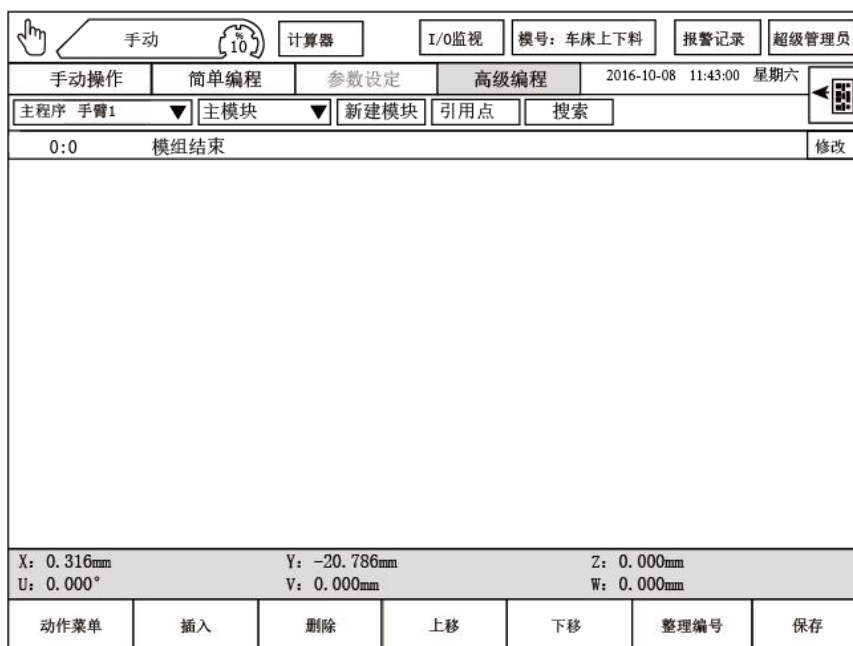 手动 %10 计算器 I/O监视 模号：车床上下料 报警记录 超级管理员
手动操作 简单编程 参数设定 高级编程 2016-10-08 11:43:00 星期六
主程序 手臂1 ▼ 主模块 ▼ 新建模块 引用点 搜索
0:0 模组结束 修改
X: 0.316mm Y: -20.786mm Z: 0.000mm
U: 0.000° V: 0.000mm W: 0.000mm
动作菜单 插入 删除 上移 下移 整理编号 保存